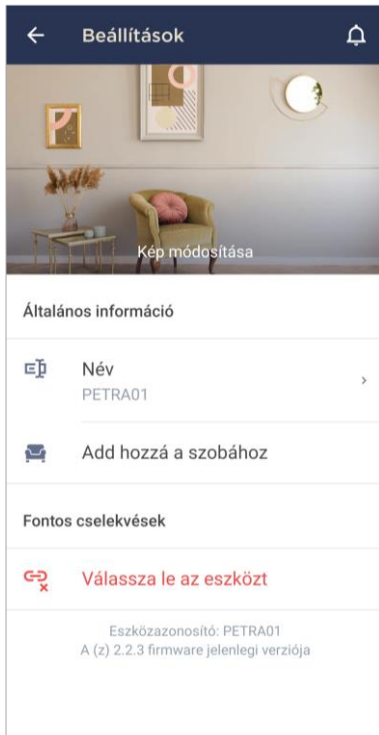 Beállítások
Kép módosítása
Általános információ
Név
PETRA01
Add hozzá a szobához
Fontos cselekvések
Válassza le az eszközt
Eszközazonosító: PETRA01
A (z) 2.2.3 firmware jelenlegi verziója